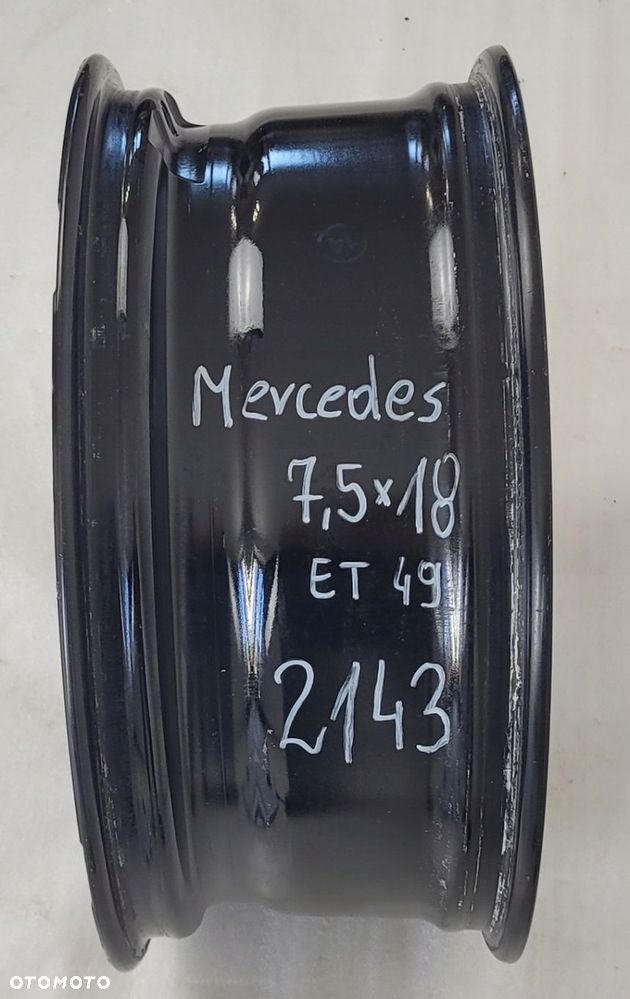 Mercedes
7,5x18
ET 49
2143
OTOMOTO